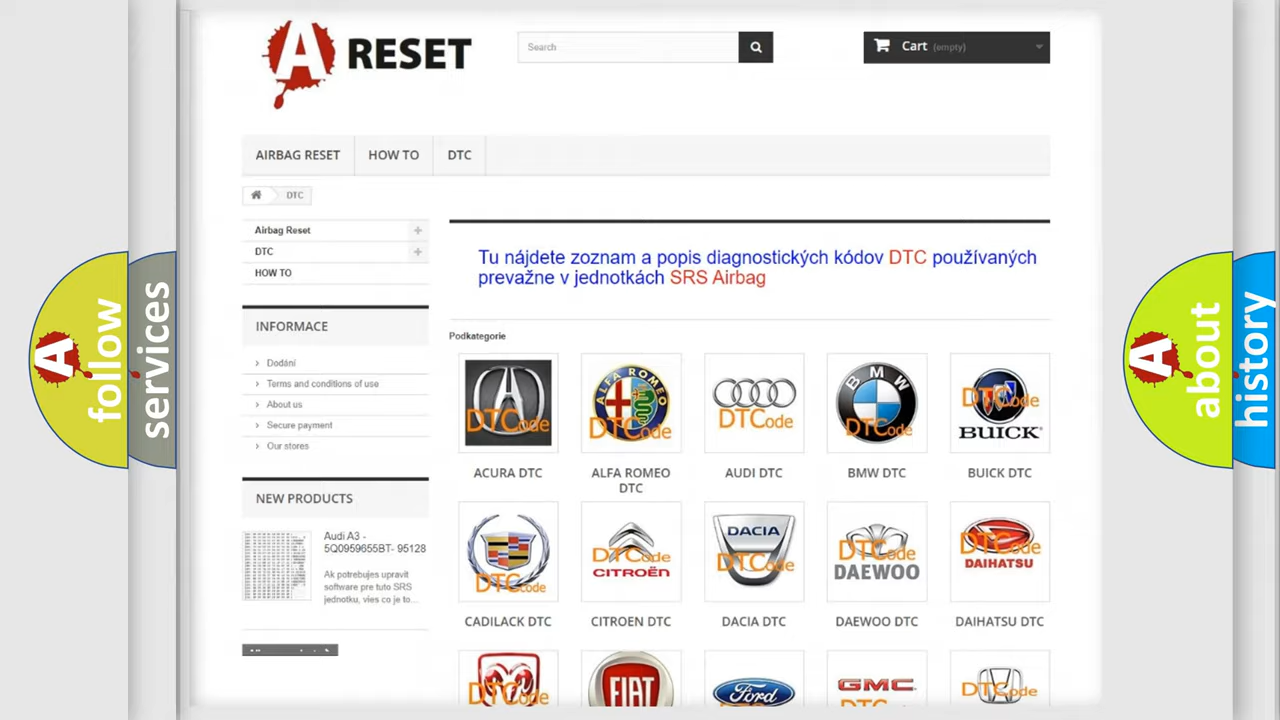 A RESET
Search
Cart (empty)
AIRBAG RESET
HOW TO
DTC
DTC
Airbag Reset
DTC
HOW TO
Tu nájdete zoznam a popis diagnostických kódov DTC používaných
prevažne v jednotkách SRS Airbag
INFORMACE
Dodání
Terms and conditions of use
About us
Secure payment
Our stores
NEW PRODUCTS
Audi A3 -
5Q0959655BT- 95128
Ak potrebujes upravit
software pre tuto SRS
jednotku, vies co je to...
Podkategorie
DTCode
ALFA ROMEO
DTCode
DTCode
BMW
DTCode
DTCode
BUICK
ACURA DTC
ALFA ROMEO
DTC
AUDI DTC
BMW DTC
BUICK DTC
DTCode
DTCode
CITROËN
DACIA
DTCode
DTCode
DAEWOO
DTCode
DAIHATSU
CADILACK DTC
CITROEN DTC
DACIA DTC
DAEWOO DTC
DAIHATSU DTC
DTCode
FIAT
Ford
GMC
DTCode
A follow
services
A about
history